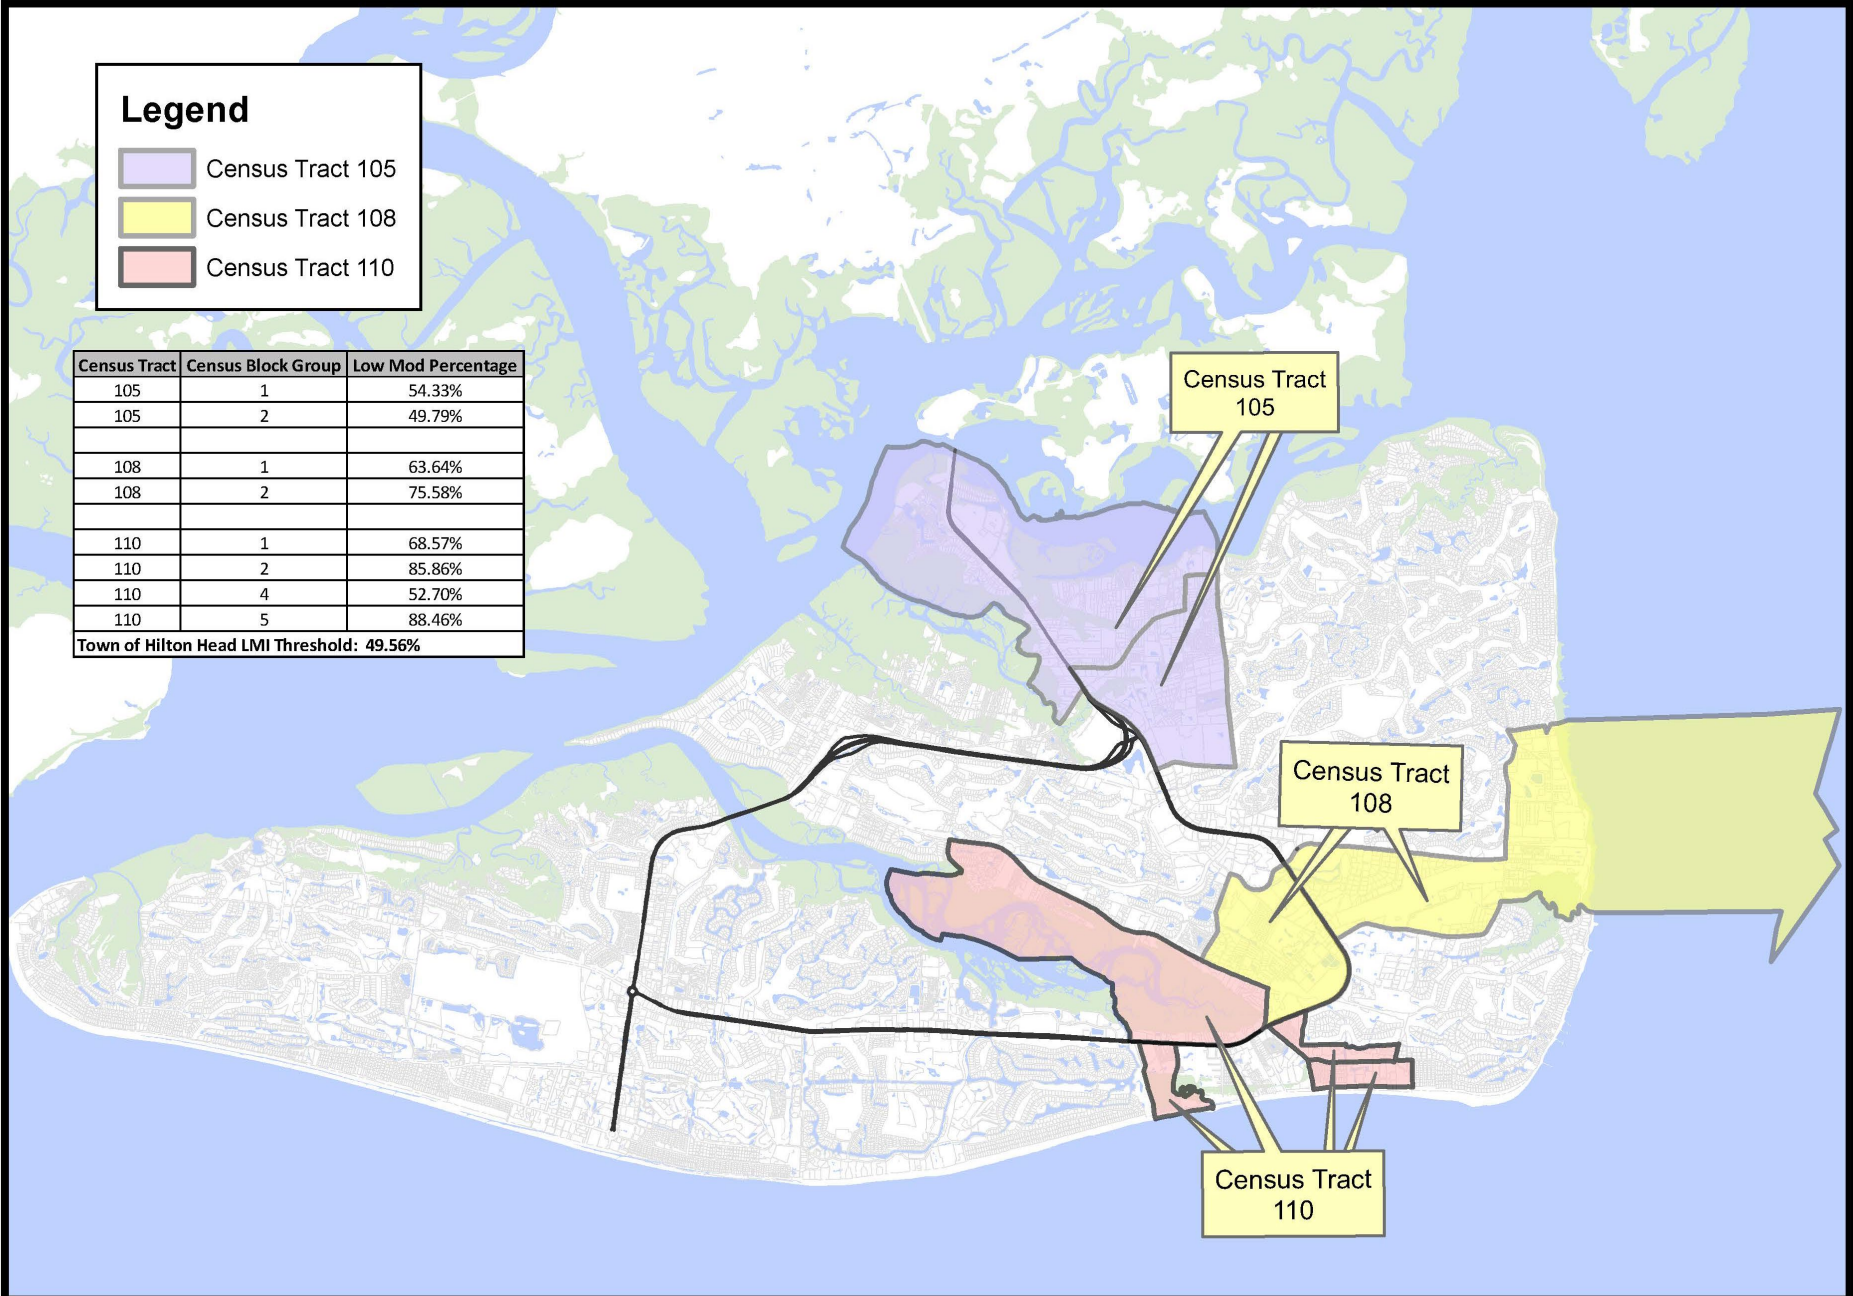 Legend
Census Tract 105
Census Tract 108
Census Tract 110
Census Tract Census Block Group Low Mod Percentage
105 1 54.33%
105 2 49.79%
108 1 63.64%
108 2 75.58%
110 1 68.57%
110 2 85.86%
110 4 52.70%
110 5 88.46%
Town of Hilton Head LMI Threshold: 49.56%
Census Tract
105
Census Tract
108
Census Tract
110